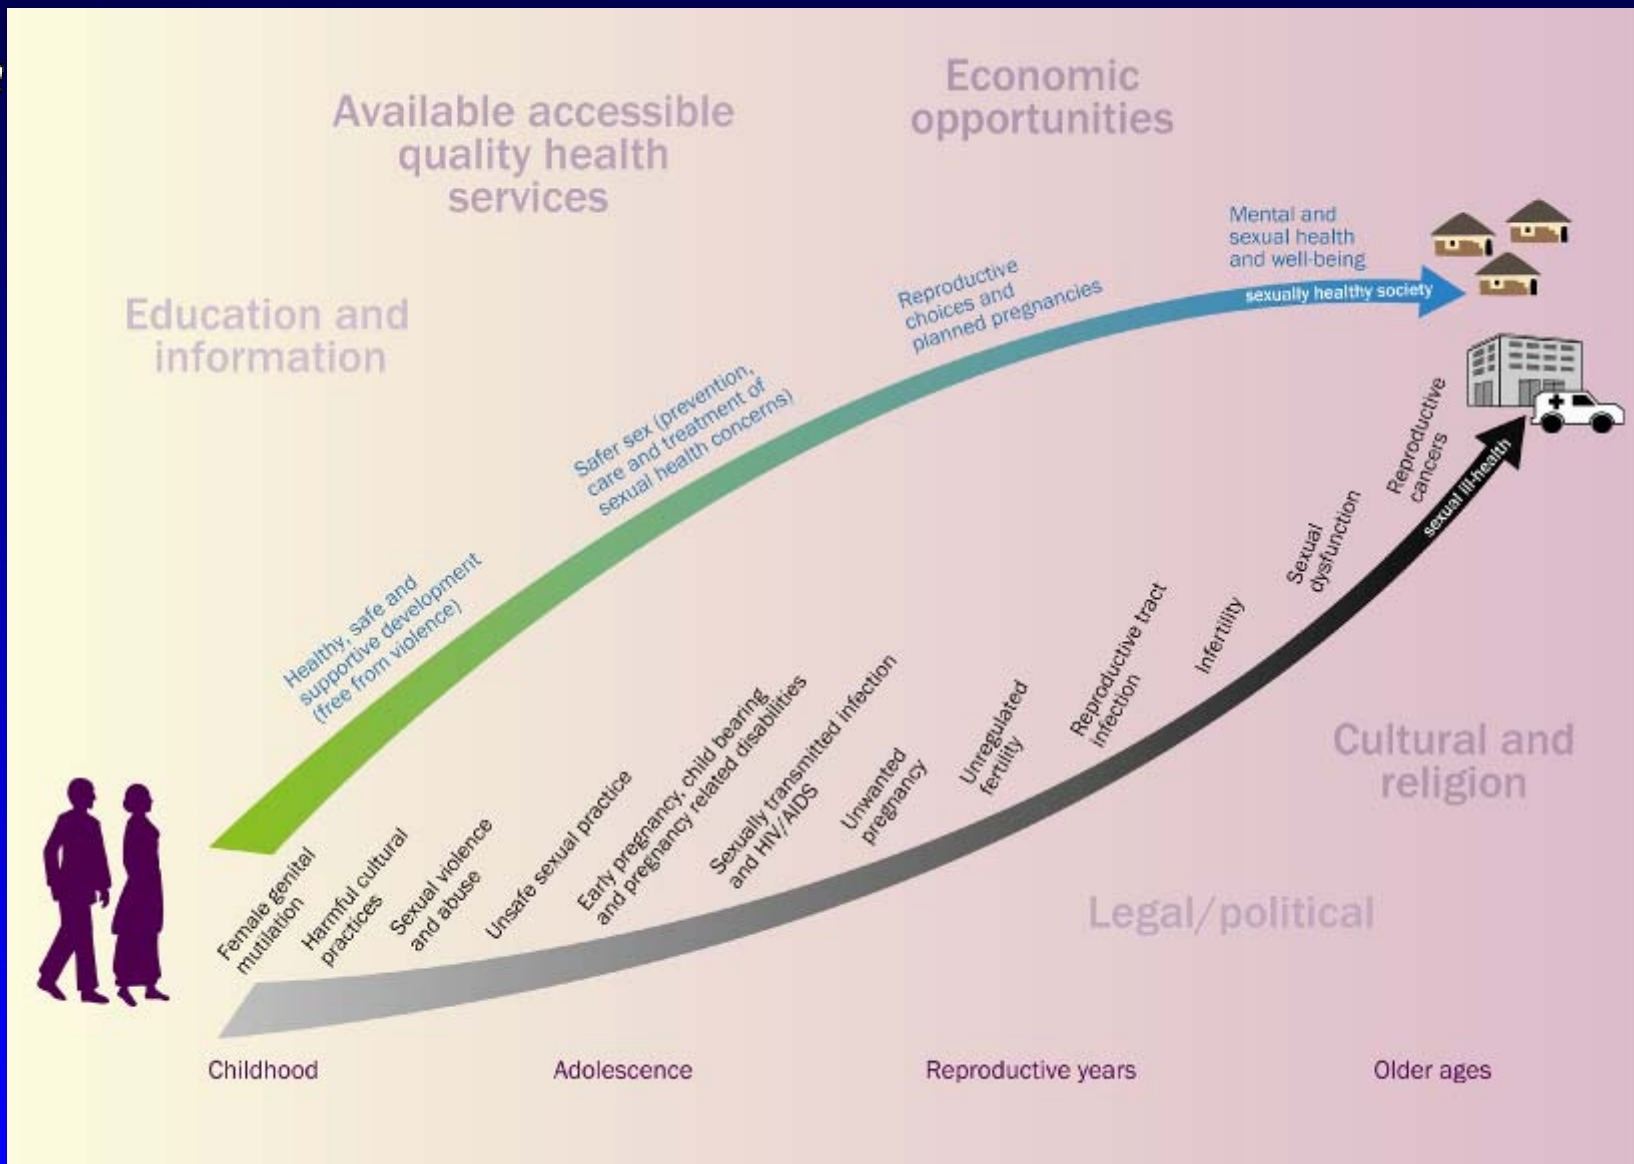 Economic
opportunities
Available accessible
quality health
services
Education and
information
Mental and
sexual health
and well-being
sexually healthy society
Reproductive
choices and
planned pregnancies
Safer sex (prevention,
care and treatment of
sexual health concerns)
Healthy, safe and
supportive development
(free from violence)
Female genital
mutilation
Harmful cultural
practices
Sexual violence
and abuse
Unsafe sexual practice
Early pregnancy, child bearing
and pregnancy related disabilities
Sexually transmitted infection
and HIV/AIDS
Unwanted
pregnancy
Unregulated
fertility
Reproductive tract
infection
Infertility
Sexual
dysfunction
Reproductive
cancers
sexual ill-health
Cultural and
religion
Legal/political
Childhood
Adolescence
Reproductive years
Older ages